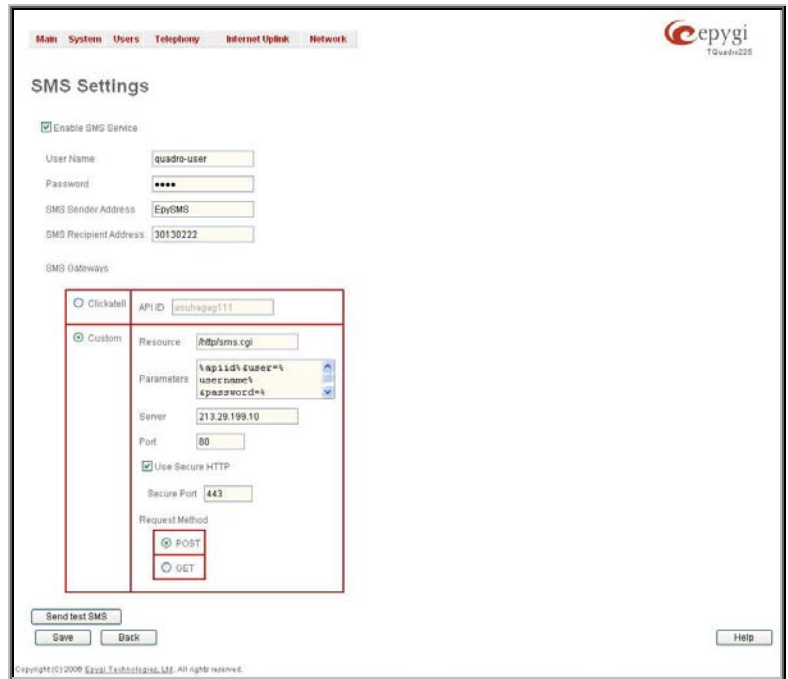 Main System Users Telephony Internet Uplink Network
epygi
TQuadro225
SMS Settings
Enable SMS Service
User Name quadro-user
Password ••••
SMS Sender Address EpySMS
SMS Recipient Address 30130222
SMS Gateways
Clickatell API ID asuhagag111
Custom Resource /http/sms.cgi
Parameters %apiid%&user=%
username%
&password=%
Server 213.29.199.10
Port 80
Use Secure HTTP
Secure Port 443
Request Method
POST
GET
Send test SMS
Save Back Help
Copyright (C) 2008 Epygi Technologies, Ltd. All rights reserved.